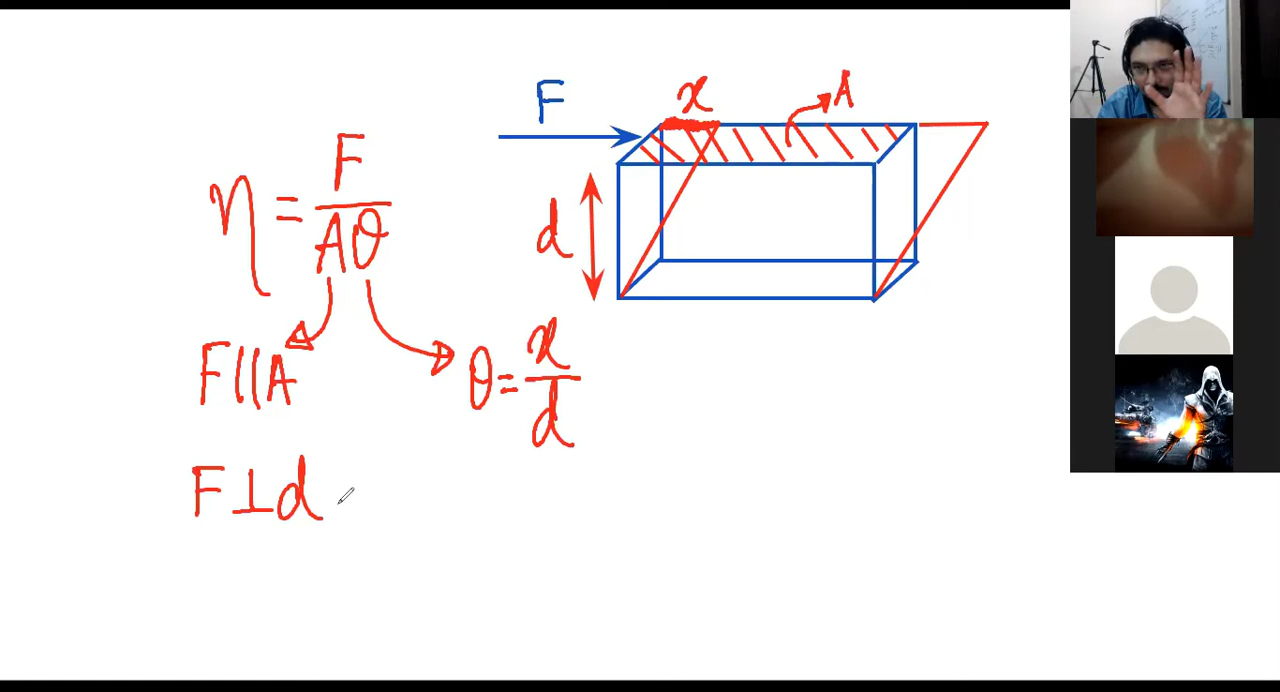 F
x
A
η = F / Aθ
d
F || A
θ = x / d
F ⊥ d